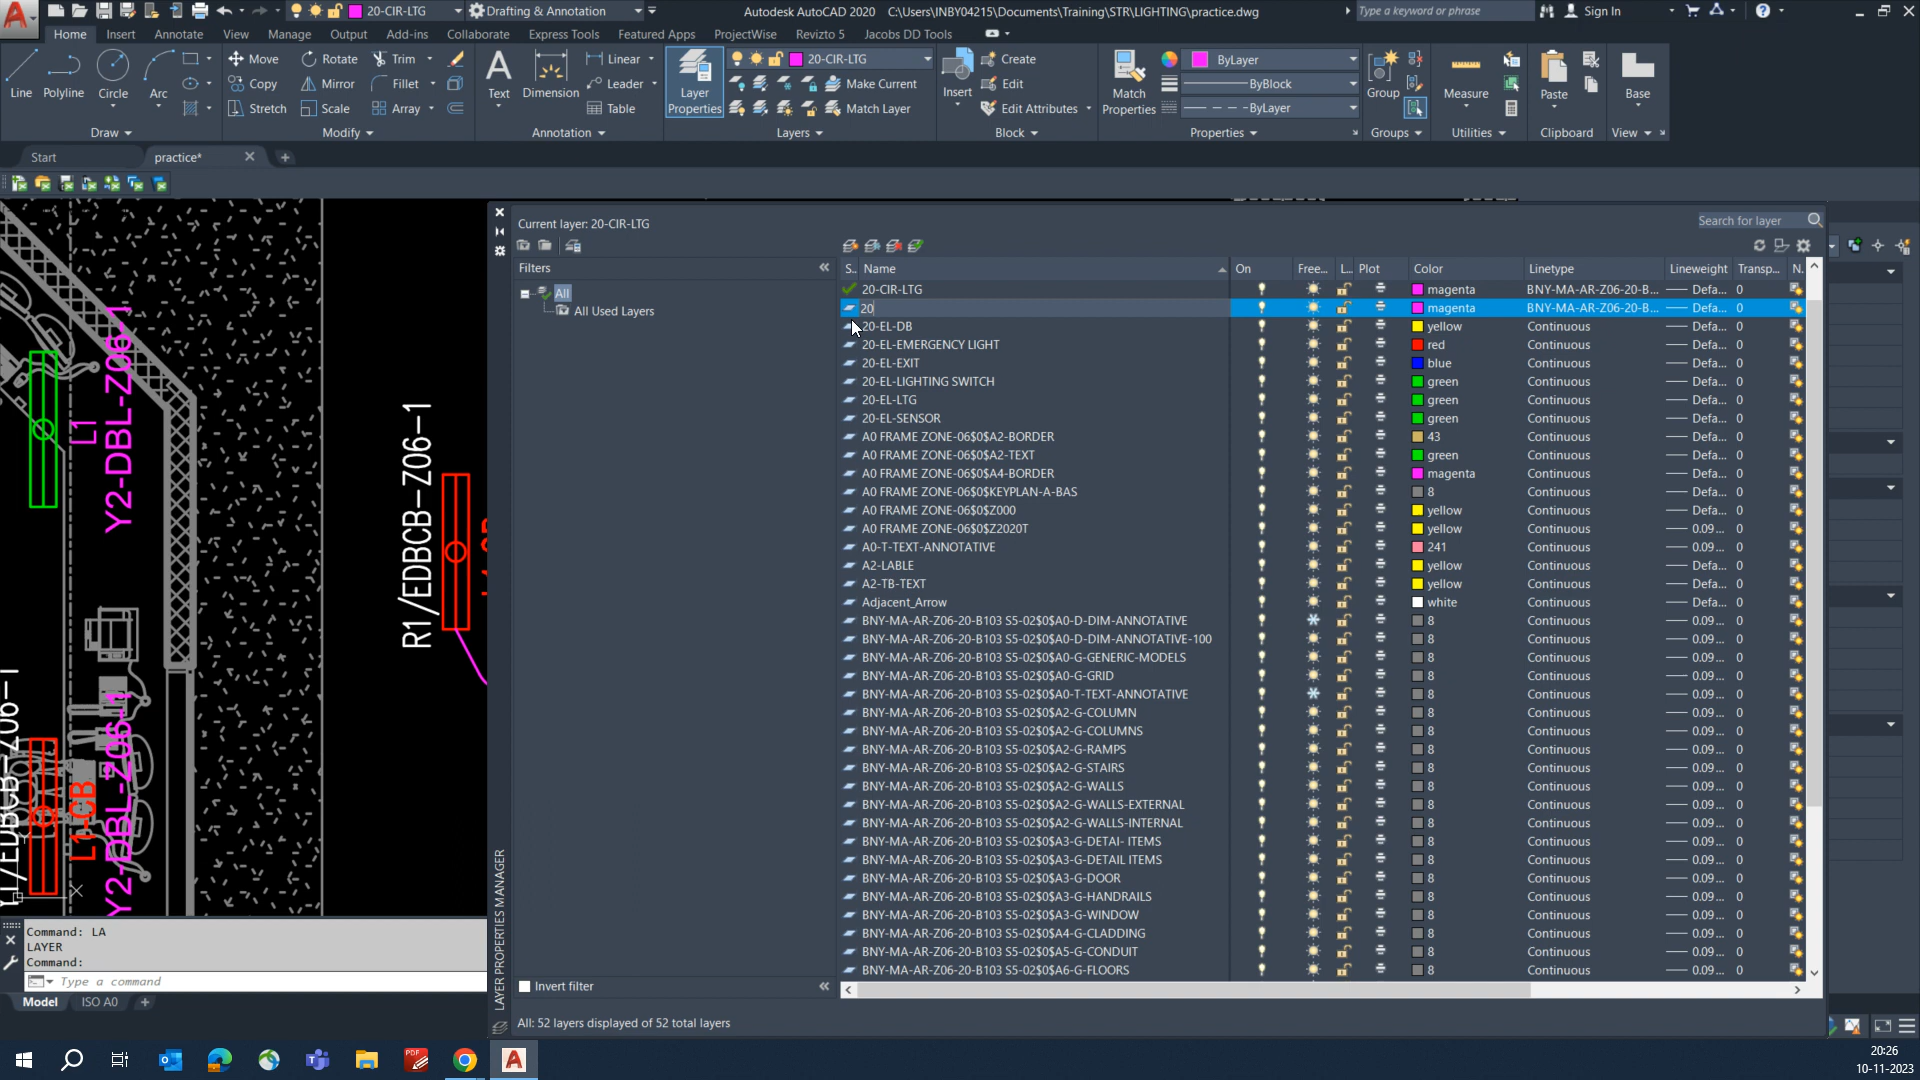 20-CIR-LTG
Drafting & Annotation
Autodesk AutoCAD 2020 C:\Users\INBY04215\Documents\Training\STR\LIGHTING\practice.dwg
Type a keyword or phrase
Sign In
Home Insert Annotate View Manage Output Add-ins Collaborate Express Tools Featured Apps ProjectWise Revizto 5 Jacobs DD Tools
Line Polyline Circle Arc
Draw
Move Rotate Trim
Copy Mirror Fillet
Stretch Scale Array
Modify
Text Dimension
Linear
Leader
Table
Annotation
Layer Properties
20-CIR-LTG
Make Current
Match Layer
Layers
Insert
Create
Edit
Edit Attributes
Block
Match Properties
ByLayer
ByBlock
ByLayer
Properties
Group
Groups
Measure
Utilities
Paste
Clipboard
Base
View
Start
practice*
Current layer: 20-CIR-LTG
Search for layer
Filters
All
All Used Layers
S.. Name On Free... L.. Plot Color Linetype Lineweight Transp... N.
20-CIR-LTG magenta BNY-MA-AR-Z06-20-B... Defa... 0
20 magenta BNY-MA-AR-Z06-20-B... Defa... 0
20-EL-DB yellow Continuous Defa... 0
20-EL-EMERGENCY LIGHT red Continuous Defa... 0
20-EL-EXIT blue Continuous Defa... 0
20-EL-LIGHTING SWITCH green Continuous Defa... 0
20-EL-LTG green Continuous Defa... 0
20-EL-SENSOR green Continuous Defa... 0
A0 FRAME ZONE-06$0$A2-BORDER 43 Continuous Defa... 0
A0 FRAME ZONE-06$0$A2-TEXT green Continuous Defa... 0
A0 FRAME ZONE-06$0$A4-BORDER magenta Continuous Defa... 0
A0 FRAME ZONE-06$0$KEYPLAN-A-BAS 8 Continuous Defa... 0
A0 FRAME ZONE-06$0$Z000 yellow Continuous Defa... 0
A0 FRAME ZONE-06$0$Z2020T yellow Continuous 0.09... 0
A0-T-TEXT-ANNOTATIVE 241 Continuous 0.09... 0
A2-LABLE yellow Continuous Defa... 0
A2-TB-TEXT yellow Continuous Defa... 0
Adjacent_Arrow white Continuous Defa... 0
BNY-MA-AR-Z06-20-B103 S5-02$0$A0-D-DIM-ANNOTATIVE 8 Continuous 0.09... 0
BNY-MA-AR-Z06-20-B103 S5-02$0$A0-D-DIM-ANNOTATIVE-100 8 Continuous 0.09... 0
BNY-MA-AR-Z06-20-B103 S5-02$0$A0-G-GENERIC-MODELS 8 Continuous 0.09... 0
BNY-MA-AR-Z06-20-B103 S5-02$0$A0-G-GRID 8 Continuous 0.09... 0
BNY-MA-AR-Z06-20-B103 S5-02$0$A0-T-TEXT-ANNOTATIVE 8 Continuous 0.09... 0
BNY-MA-AR-Z06-20-B103 S5-02$0$A2-G-COLUMN 8 Continuous 0.09... 0
BNY-MA-AR-Z06-20-B103 S5-02$0$A2-G-COLUMNS 8 Continuous 0.09... 0
BNY-MA-AR-Z06-20-B103 S5-02$0$A2-G-RAMPS 8 Continuous 0.09... 0
BNY-MA-AR-Z06-20-B103 S5-02$0$A2-G-STAIRS 8 Continuous 0.09... 0
BNY-MA-AR-Z06-20-B103 S5-02$0$A2-G-WALLS 8 Continuous 0.09... 0
BNY-MA-AR-Z06-20-B103 S5-02$0$A2-G-WALLS-EXTERNAL 8 Continuous 0.09... 0
BNY-MA-AR-Z06-20-B103 S5-02$0$A2-G-WALLS-INTERNAL 8 Continuous 0.09... 0
BNY-MA-AR-Z06-20-B103 S5-02$0$A3-G-DETAI- ITEMS 8 Continuous 0.09... 0
BNY-MA-AR-Z06-20-B103 S5-02$0$A3-G-DETAIL ITEMS 8 Continuous 0.09... 0
BNY-MA-AR-Z06-20-B103 S5-02$0$A3-G-DOOR 8 Continuous 0.09... 0
BNY-MA-AR-Z06-20-B103 S5-02$0$A3-G-HANDRAILS 8 Continuous 0.09... 0
BNY-MA-AR-Z06-20-B103 S5-02$0$A3-G-WINDOW 8 Continuous 0.09... 0
BNY-MA-AR-Z06-20-B103 S5-02$0$A4-G-CLADDING 8 Continuous 0.09... 0
BNY-MA-AR-Z06-20-B103 S5-02$0$A5-G-CONDUIT 8 Continuous 0.09... 0
BNY-MA-AR-Z06-20-B103 S5-02$0$A6-G-FLOORS 8 Continuous 0.09... 0
Invert filter
All: 52 layers displayed of 52 total layers
LAYER PROPERTIES MANAGER
L1
Y2-DBL-Z06-1
R1/EDBCB-Z06-1
L1-CB
Y2-DBL-Z06-1
Command: LA
LAYER
Command:
Type a command
Model ISO A0
20:26
10-11-2023